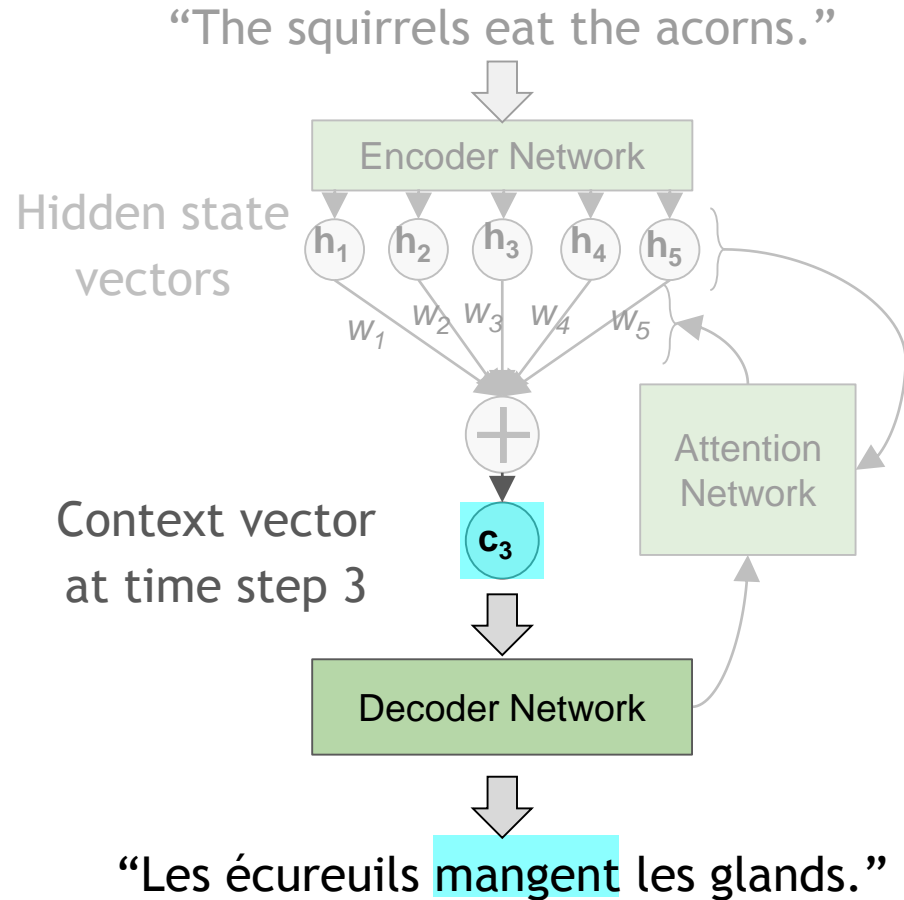 “The squirrels eat the acorns.”
Encoder Network
Hidden state
vectors
h₁ h₂ h₃ h₄ h₅
w₁ w₂ w₃ w₄ w₅
Attention
Network
Context vector
at time step 3
c₃
Decoder Network
“Les écureuils mangent les glands.”